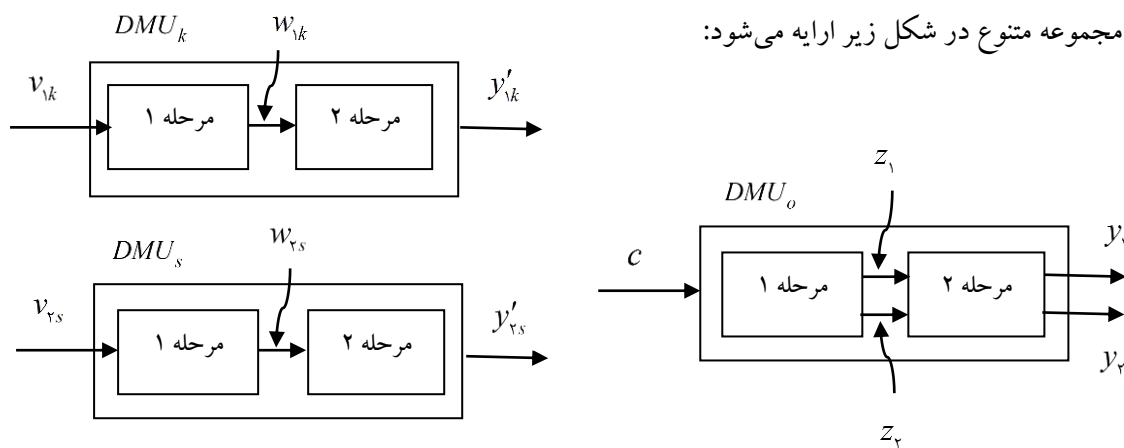 مجموعه متنوع در شکل زیر ارایه می‌شود:
DMU_k
w_۱k
v_۱k
مرحله ۱
مرحله ۲
y′_۱k
DMU_s
w_۲s
v_۲s
مرحله ۱
مرحله ۲
y′_۲s
z_۱
DMU_o
c
مرحله ۱
مرحله ۲
y_۲
z_۲